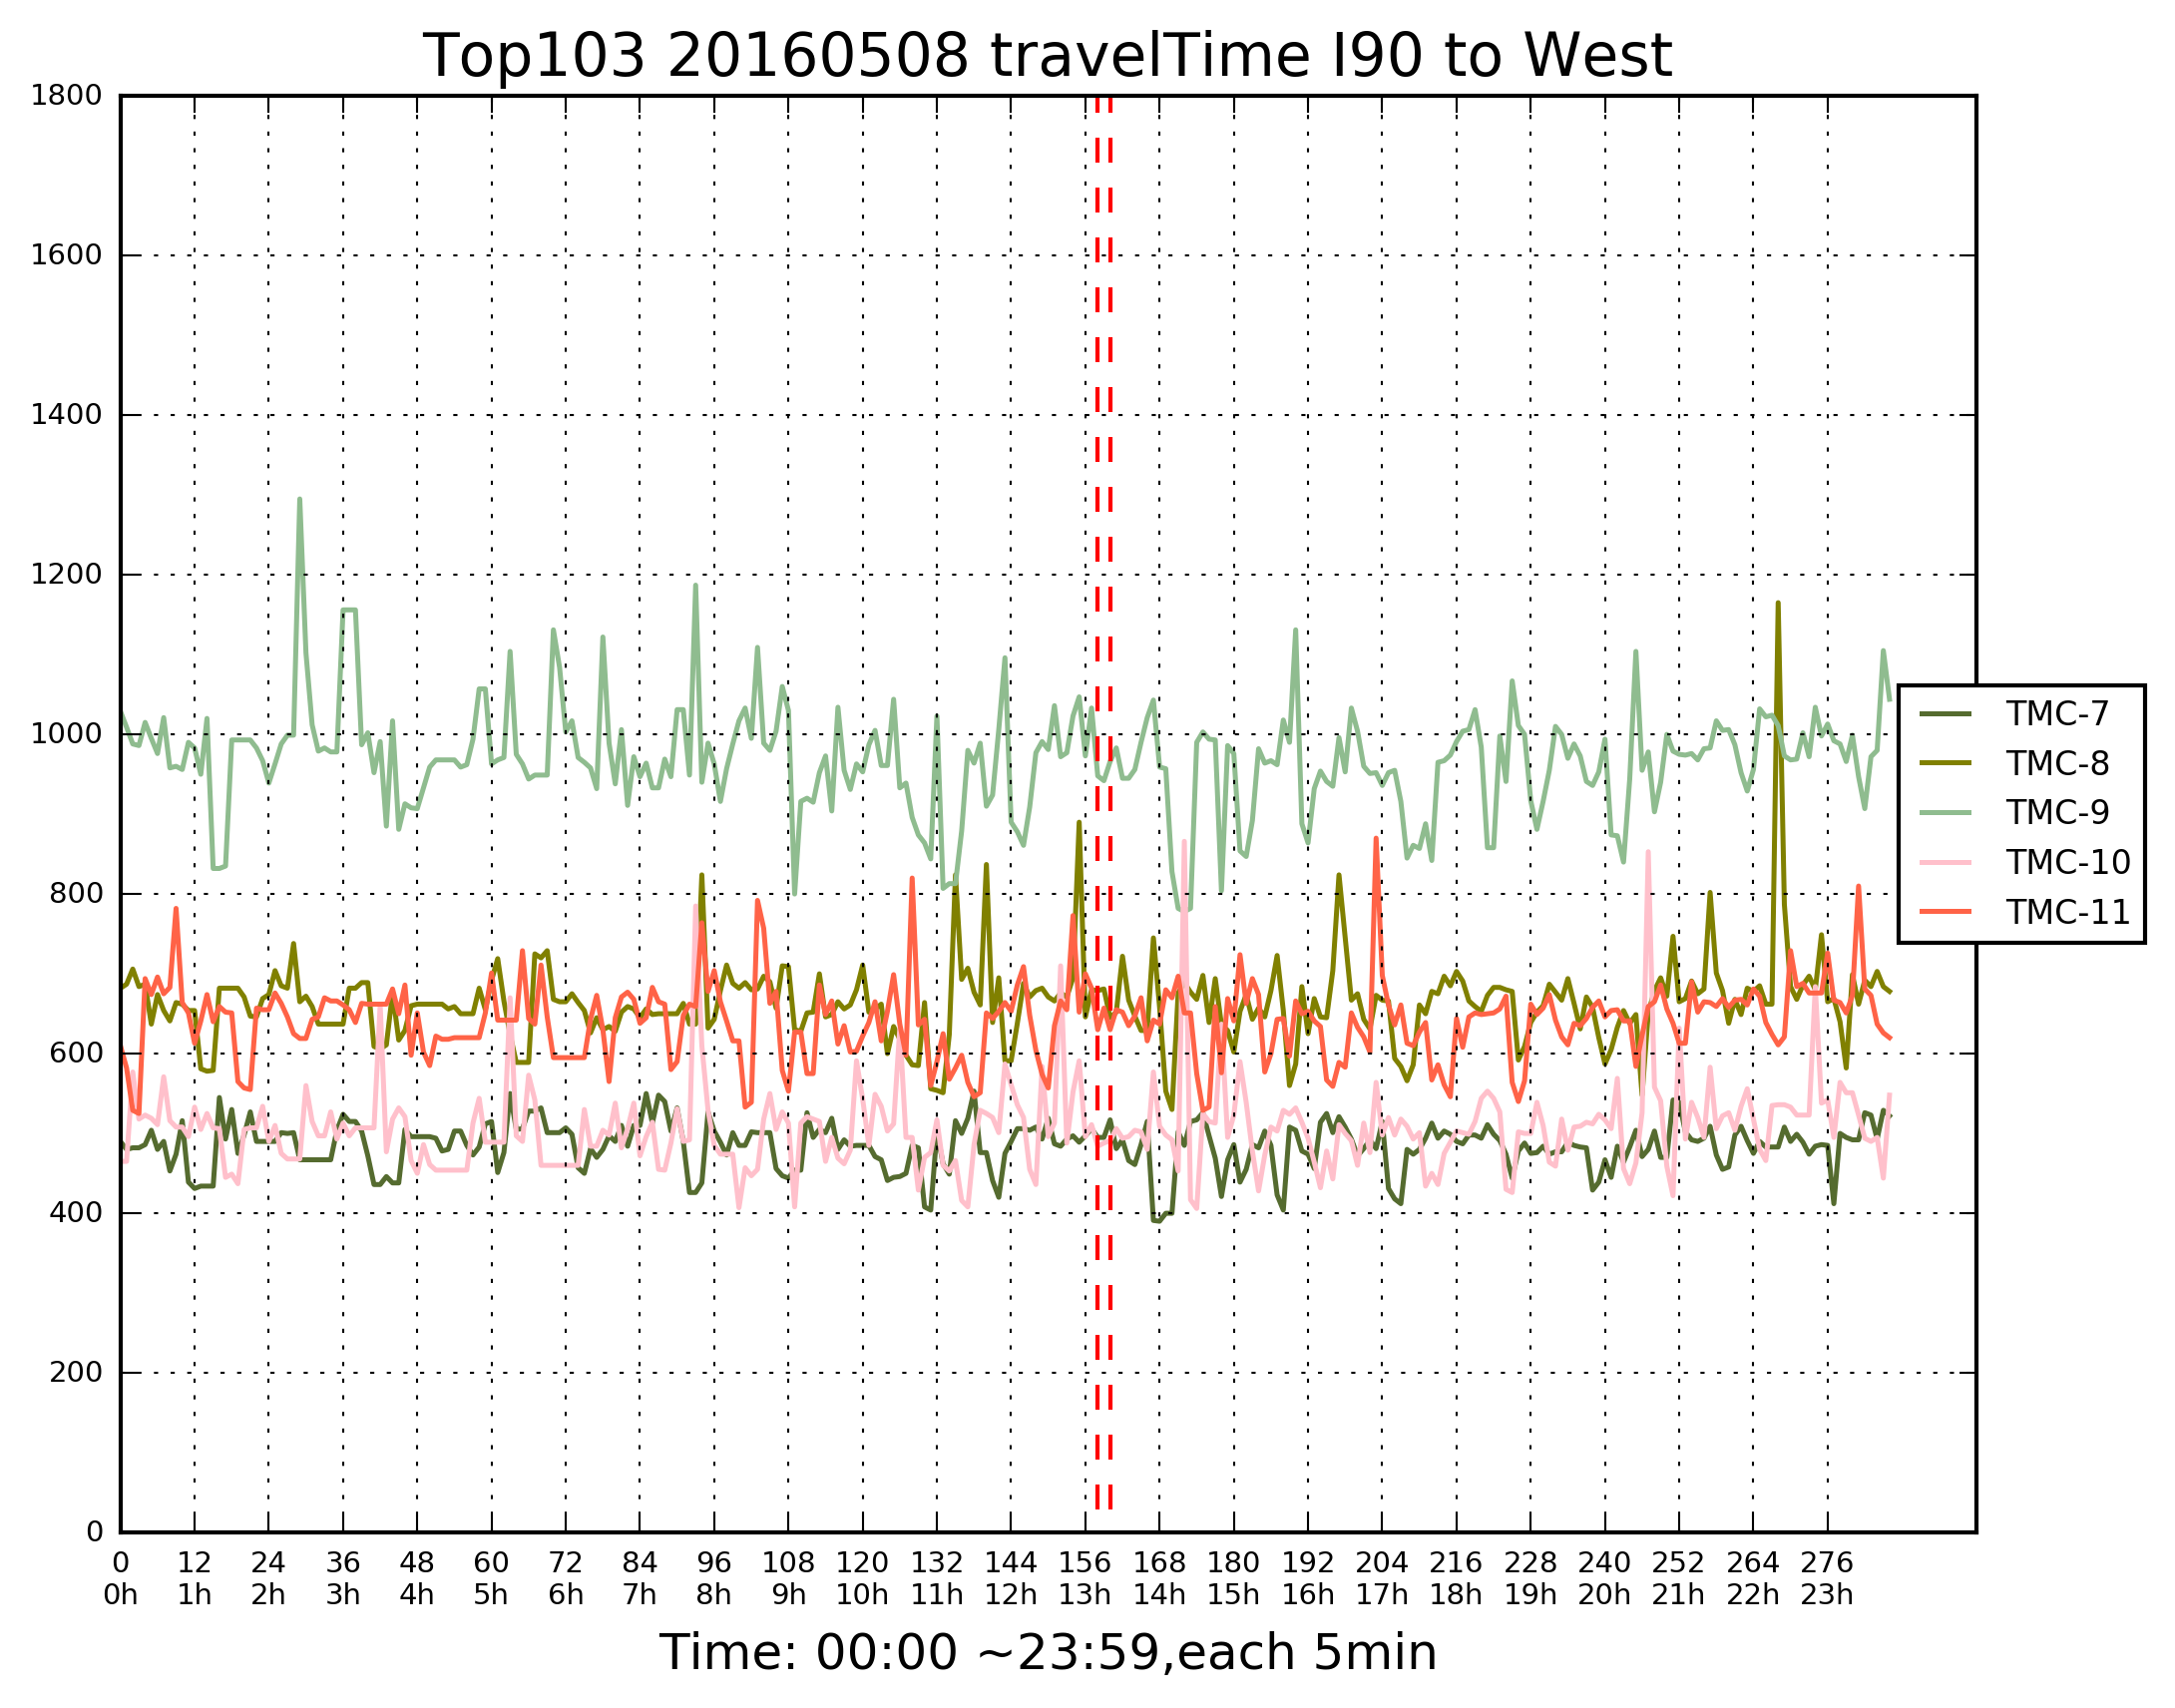 Top103 20160508 travelTime I90 to West
1800
1600
1400
1200
1000
800
600
400
200
0
TMC-7
TMC-8
TMC-9
TMC-10
TMC-11
0 12 24 36 48 60 72 84 96 108 120 132 144 156 168 180 192 204 216 228 240 252 264 276
0h 1h 2h 3h 4h 5h 6h 7h 8h 9h 10h 11h 12h 13h 14h 15h 16h 17h 18h 19h 20h 21h 22h 23h
Time: 00:00 ~23:59,each 5min